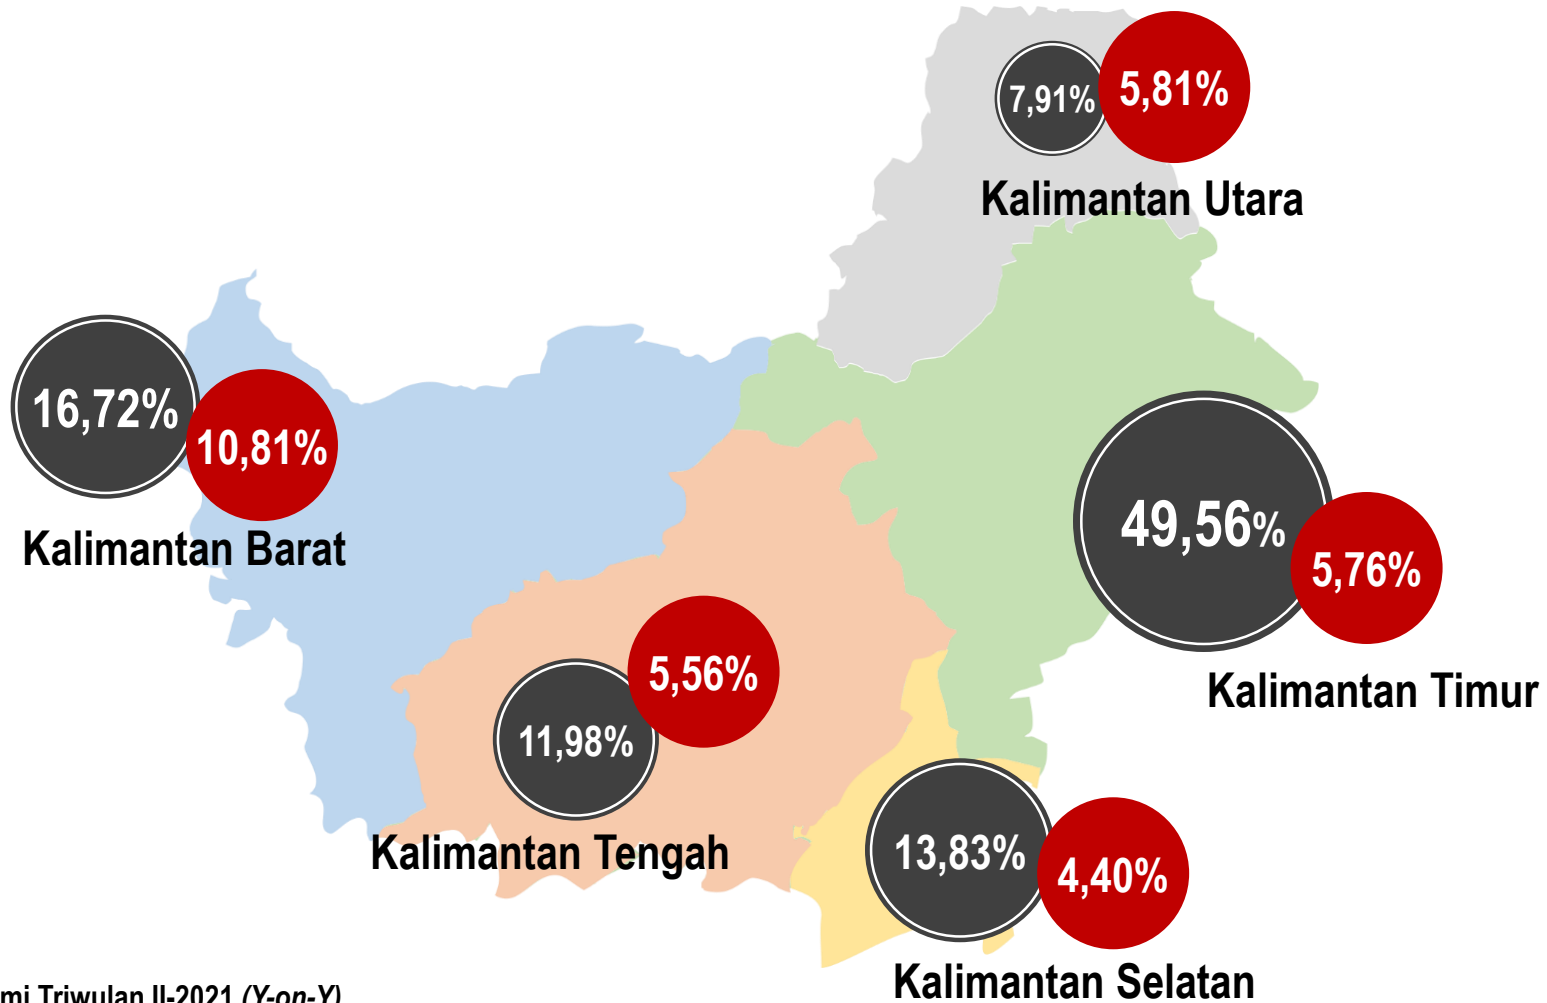 7,91%
5,81%
Kalimantan Utara
16,72%
10,81%
Kalimantan Barat
49,56%
5,76%
Kalimantan Timur
5,56%
11,98%
Kalimantan Tengah
13,83%
4,40%
Kalimantan Selatan
Triwulan II-2021 (Y-on-Y)